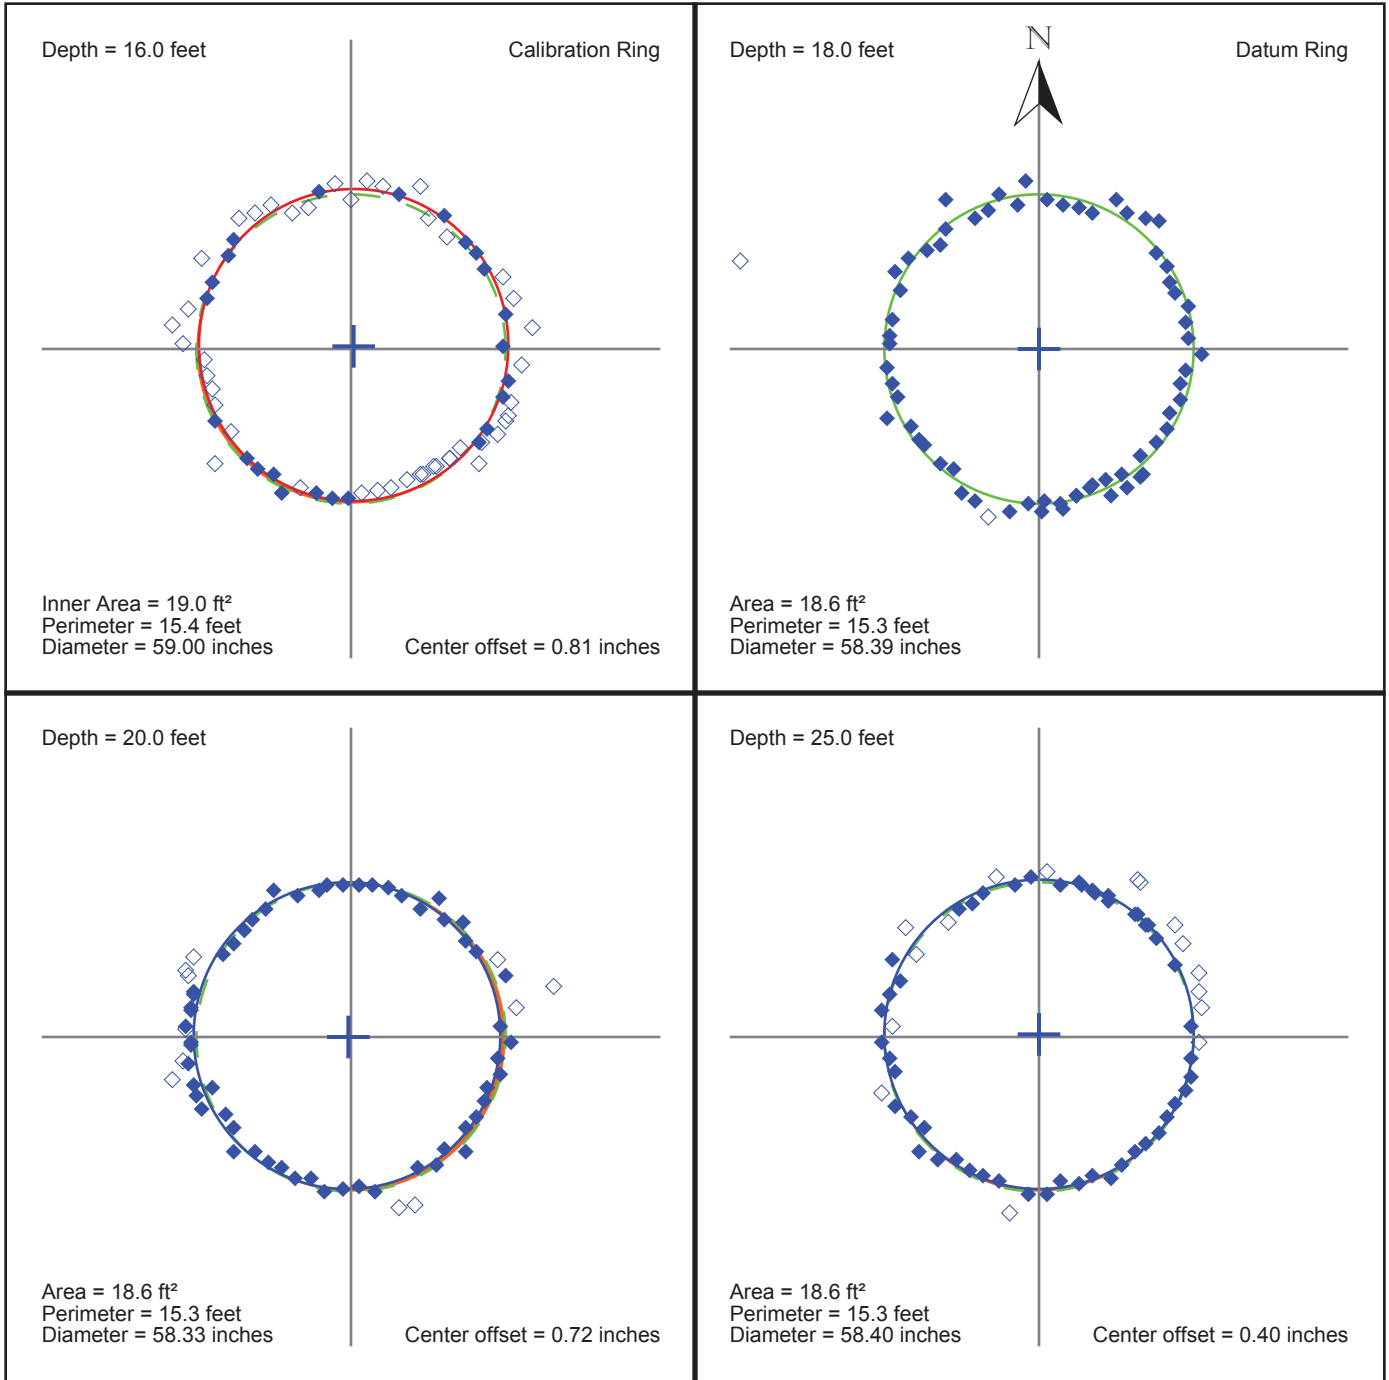 Depth = 16.0 feet
Calibration Ring
Inner Area = 19.0 ft²
Perimeter = 15.4 feet
Diameter = 59.00 inches
Center offset = 0.81 inches
Depth = 18.0 feet
N
Datum Ring
Area = 18.6 ft²
Perimeter = 15.3 feet
Diameter = 58.39 inches
Depth = 20.0 feet
Area = 18.6 ft²
Perimeter = 15.3 feet
Diameter = 58.33 inches
Center offset = 0.72 inches
Depth = 25.0 feet
Area = 18.6 ft²
Perimeter = 15.3 feet
Diameter = 58.40 inches
Center offset = 0.40 inches